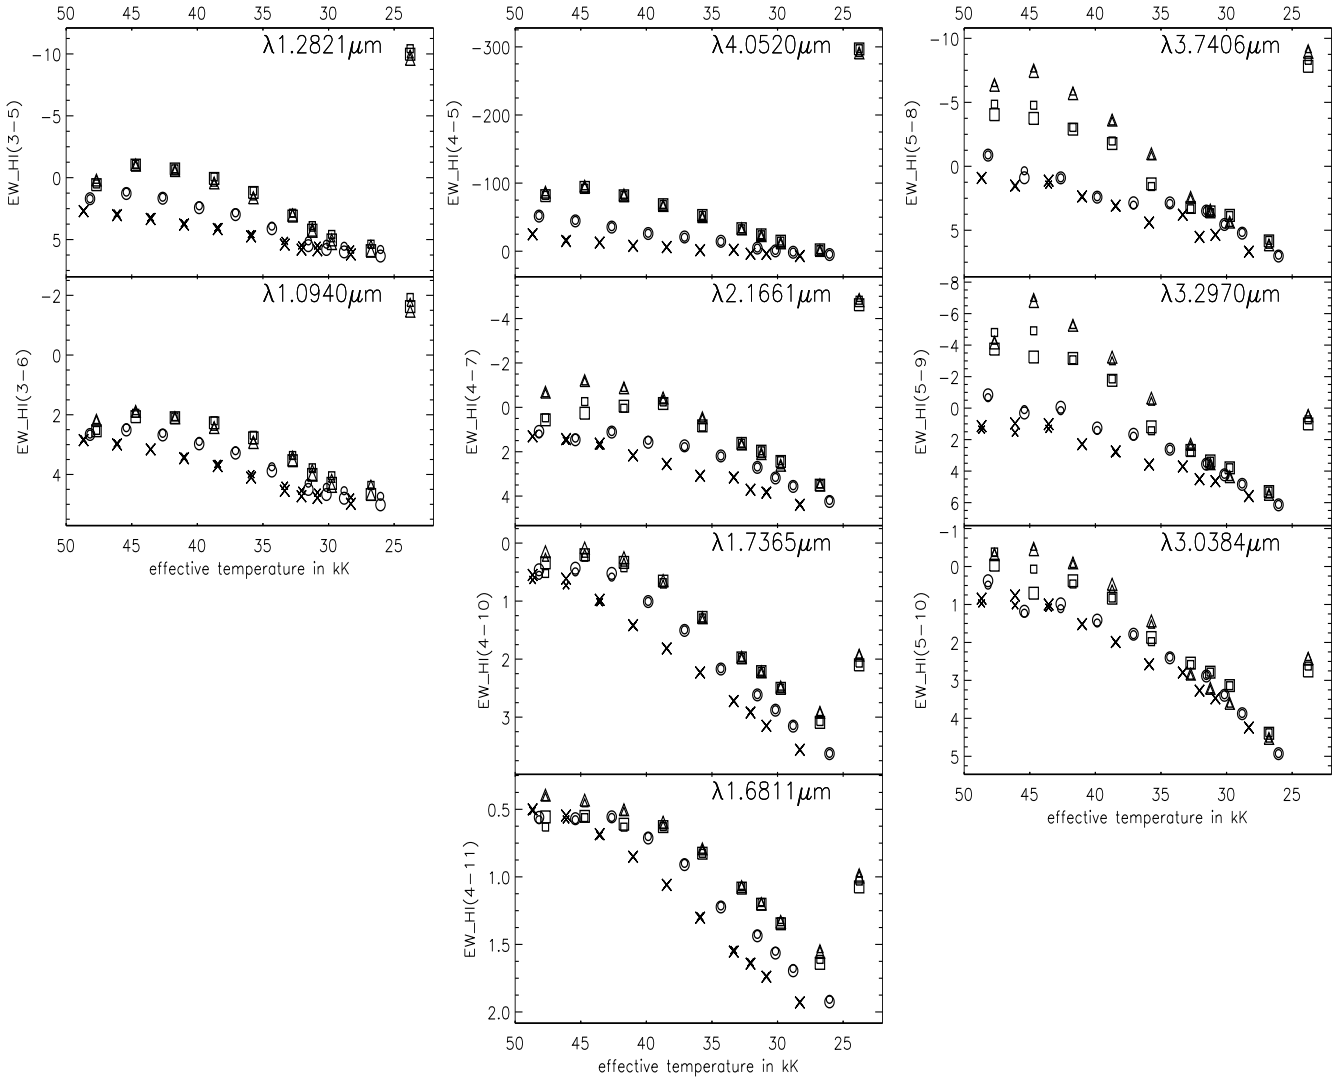 50 45 40 35 30 25
50 45 40 35 30 25
50 45 40 35 30 25
λ1.2821μm
EW_HI(3−5)
−10
−5
0
5
λ4.0520μm
EW_HI(4−5)
−300
−200
−100
0
λ3.7406μm
EW_HI(5−8)
−10
−5
0
5
λ1.0940μm
EW_HI(3−6)
−2
0
2
4
50 45 40 35 30 25
effective temperature in kK
λ2.1661μm
EW_HI(4−7)
−4
−2
0
2
4
λ3.2970μm
EW_HI(5−9)
−8
−6
−4
−2
0
2
4
6
λ1.7365μm
EW_HI(4−10)
0
1
2
3
λ3.0384μm
EW_HI(5−10)
−1
0
1
2
3
4
5
50 45 40 35 30 25
effective temperature in kK
λ1.6811μm
EW_HI(4−11)
0.5
1.0
1.5
2.0
50 45 40 35 30 25
effective temperature in kK